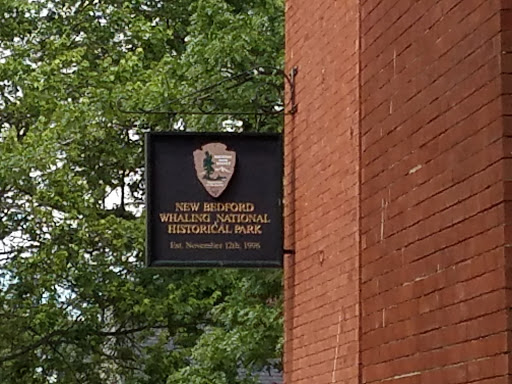 NEW BEDFORD
WHALING NATIONAL
HISTORICAL PARK
Est. November 12th, 1996